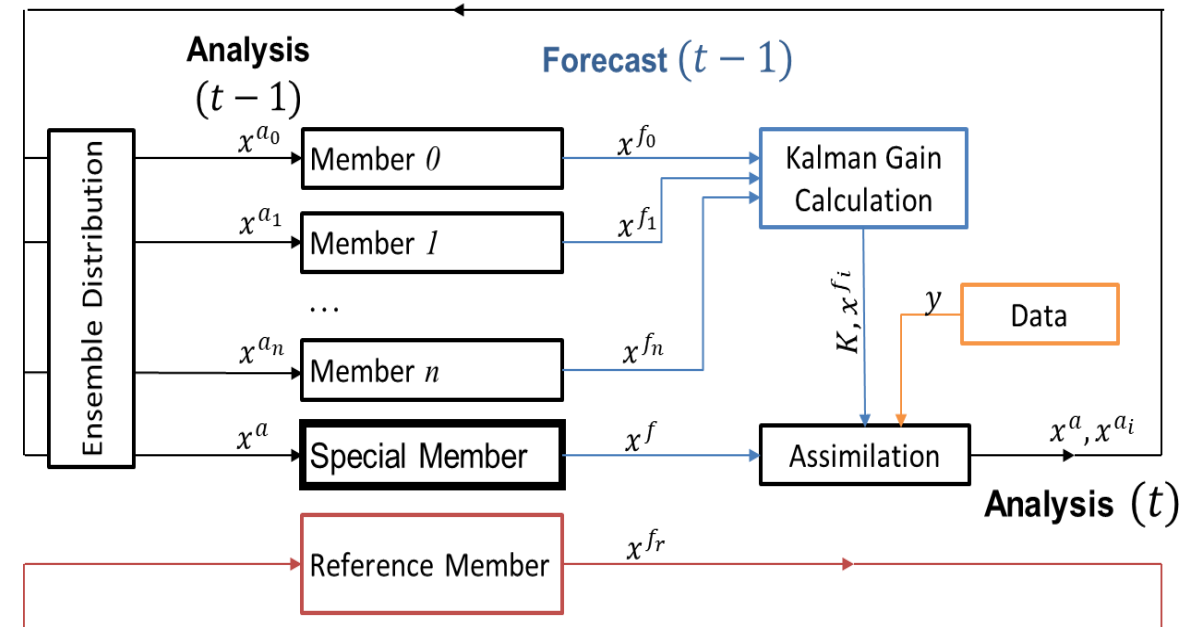 Analysis
(t − 1)
Forecast (t − 1)
Ensemble Distribution
x^{a_0}
Member 0
x^{f_0}
Kalman Gain
Calculation
x^{a_1}
Member 1
x^{f_1}
...
K, x^{f_i}
y
Data
x^{a_n}
Member n
x^{f_n}
x^a
Special Member
x^f
Assimilation
x^a, x^{a_i}
Analysis (t)
Reference Member
x^{f_r}